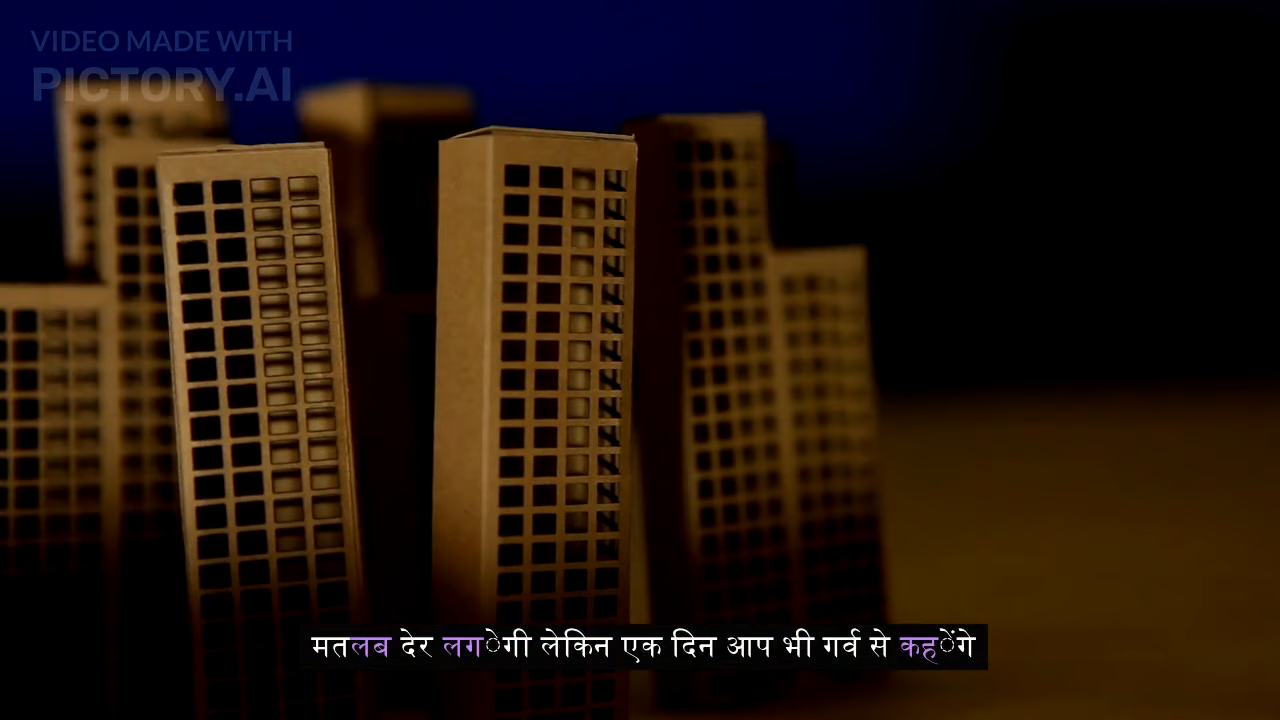 VIDEO MADE WITH
PICTORY.AI
मतलब देर लगेगी लेकिन एक दिन आप भी गर्व से कहेंगे